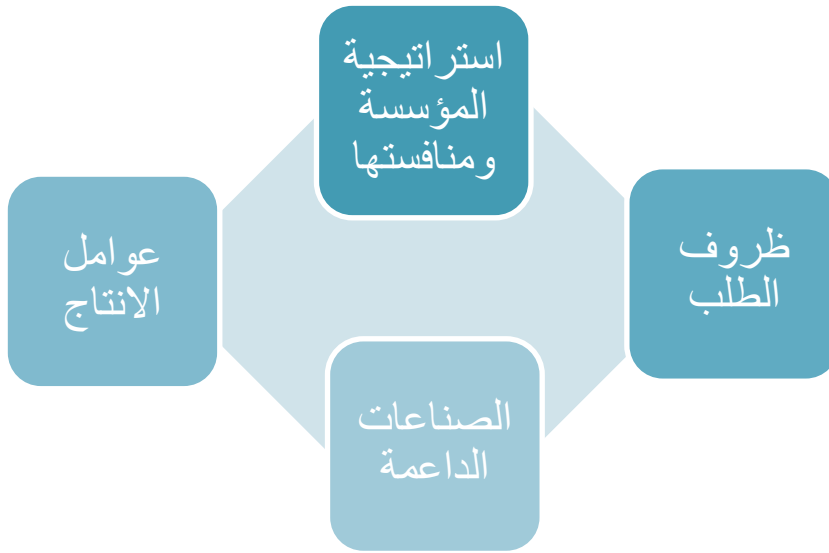 استراتيجية
المؤسسة
ومنافستها
ظروف
الطلب
عوامل
الانتاج
الصناعات
الداعمة